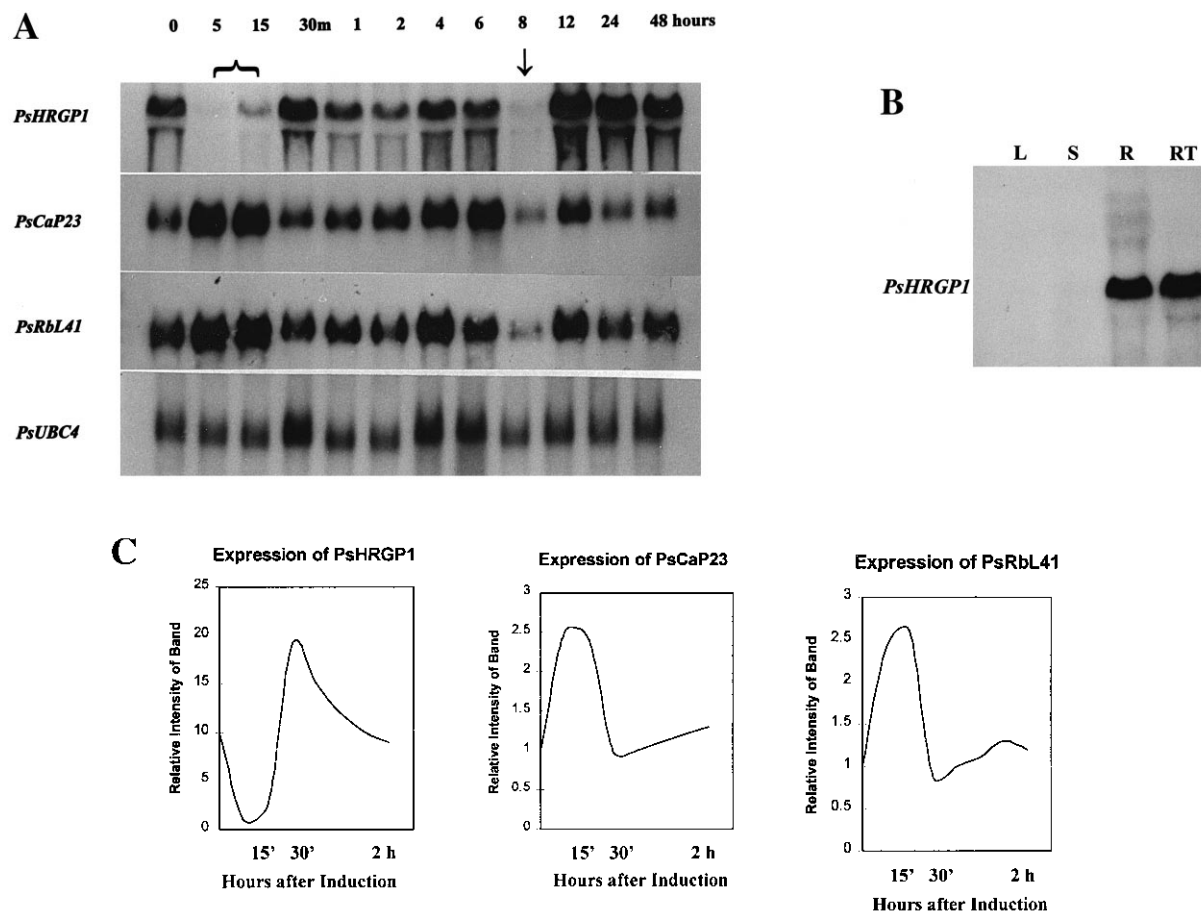 A
0 5 15 30m 1 2 4 6 8 12 24 48 hours
PsHRGP1
PsCaP23
PsRbL41
PsUBC4
B
L S R RT
PsHRGP1
C
Expression of PsHRGP1
Relative Intensity of Band
25
20
15
10
5
0
15’ 30’ 2 h
Hours after Induction
Expression of PsCaP23
Relative Intensity of Band
3
2.5
2
1.5
1
0.5
0
15’ 30’ 2 h
Hours after Induction
Expression of PsRbL41
Relative Intensity of Band
3
2.5
2
1.5
1
0.5
0
15’ 30’ 2 h
Hours after Induction